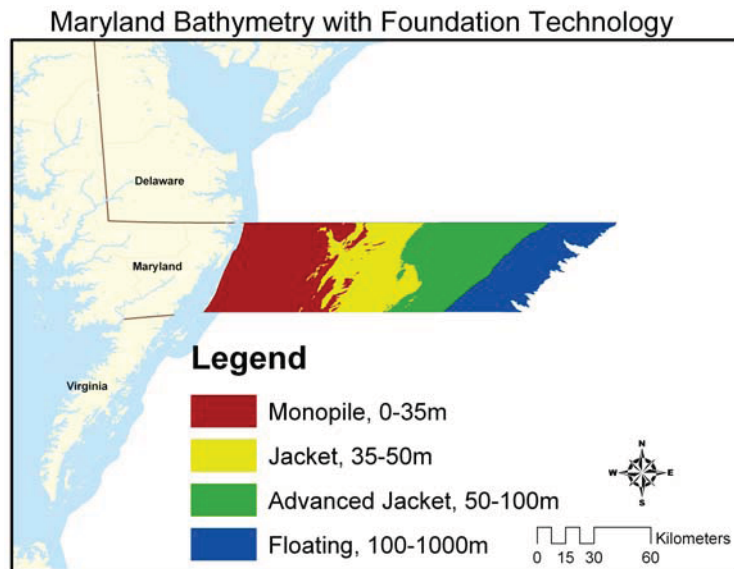 Maryland Bathymetry with Foundation Technology
Delaware
Maryland
Virginia
Legend
Monopile, 0-35m
Jacket, 35-50m
Advanced Jacket, 50-100m
Floating, 100-1000m
N
W E
S
Kilometers
0 15 30 60